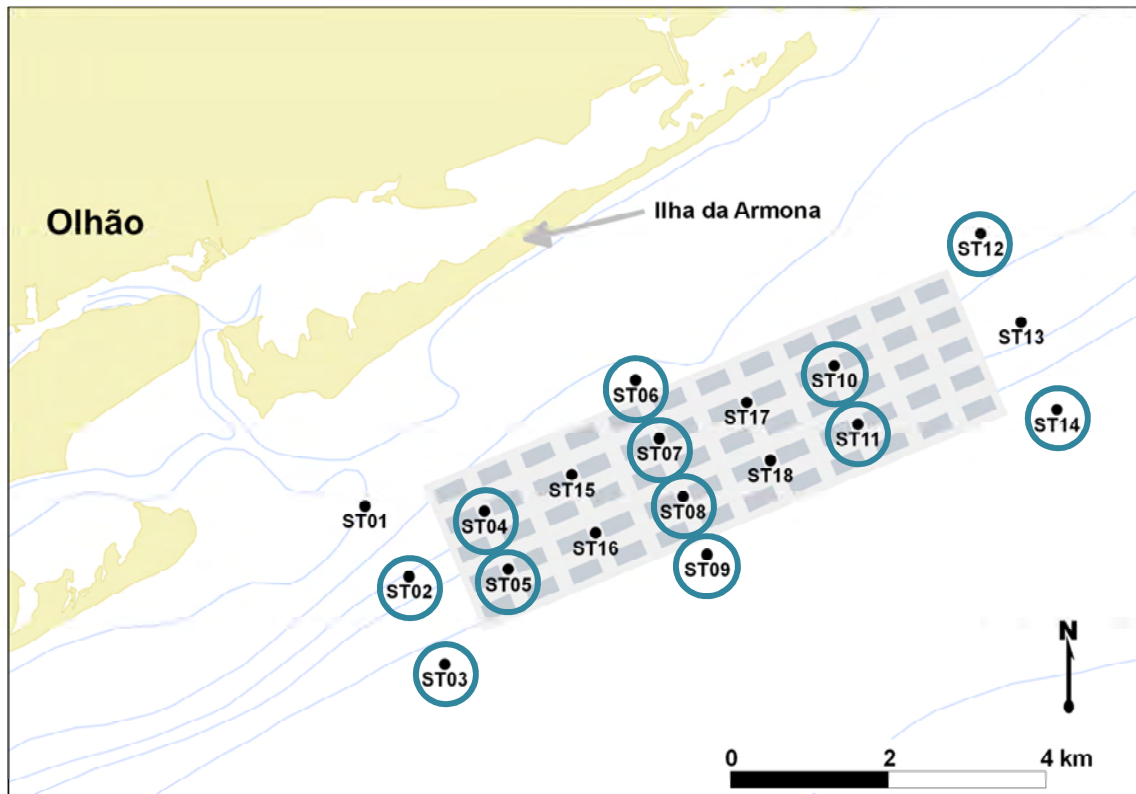 Olhão
Ilha da Armona
ST12
ST13
ST10
ST06
ST17
ST14
ST11
ST07
ST18
ST15
ST08
ST01
ST04
ST16
ST09
ST05
ST02
ST03
N
0 2 4 km